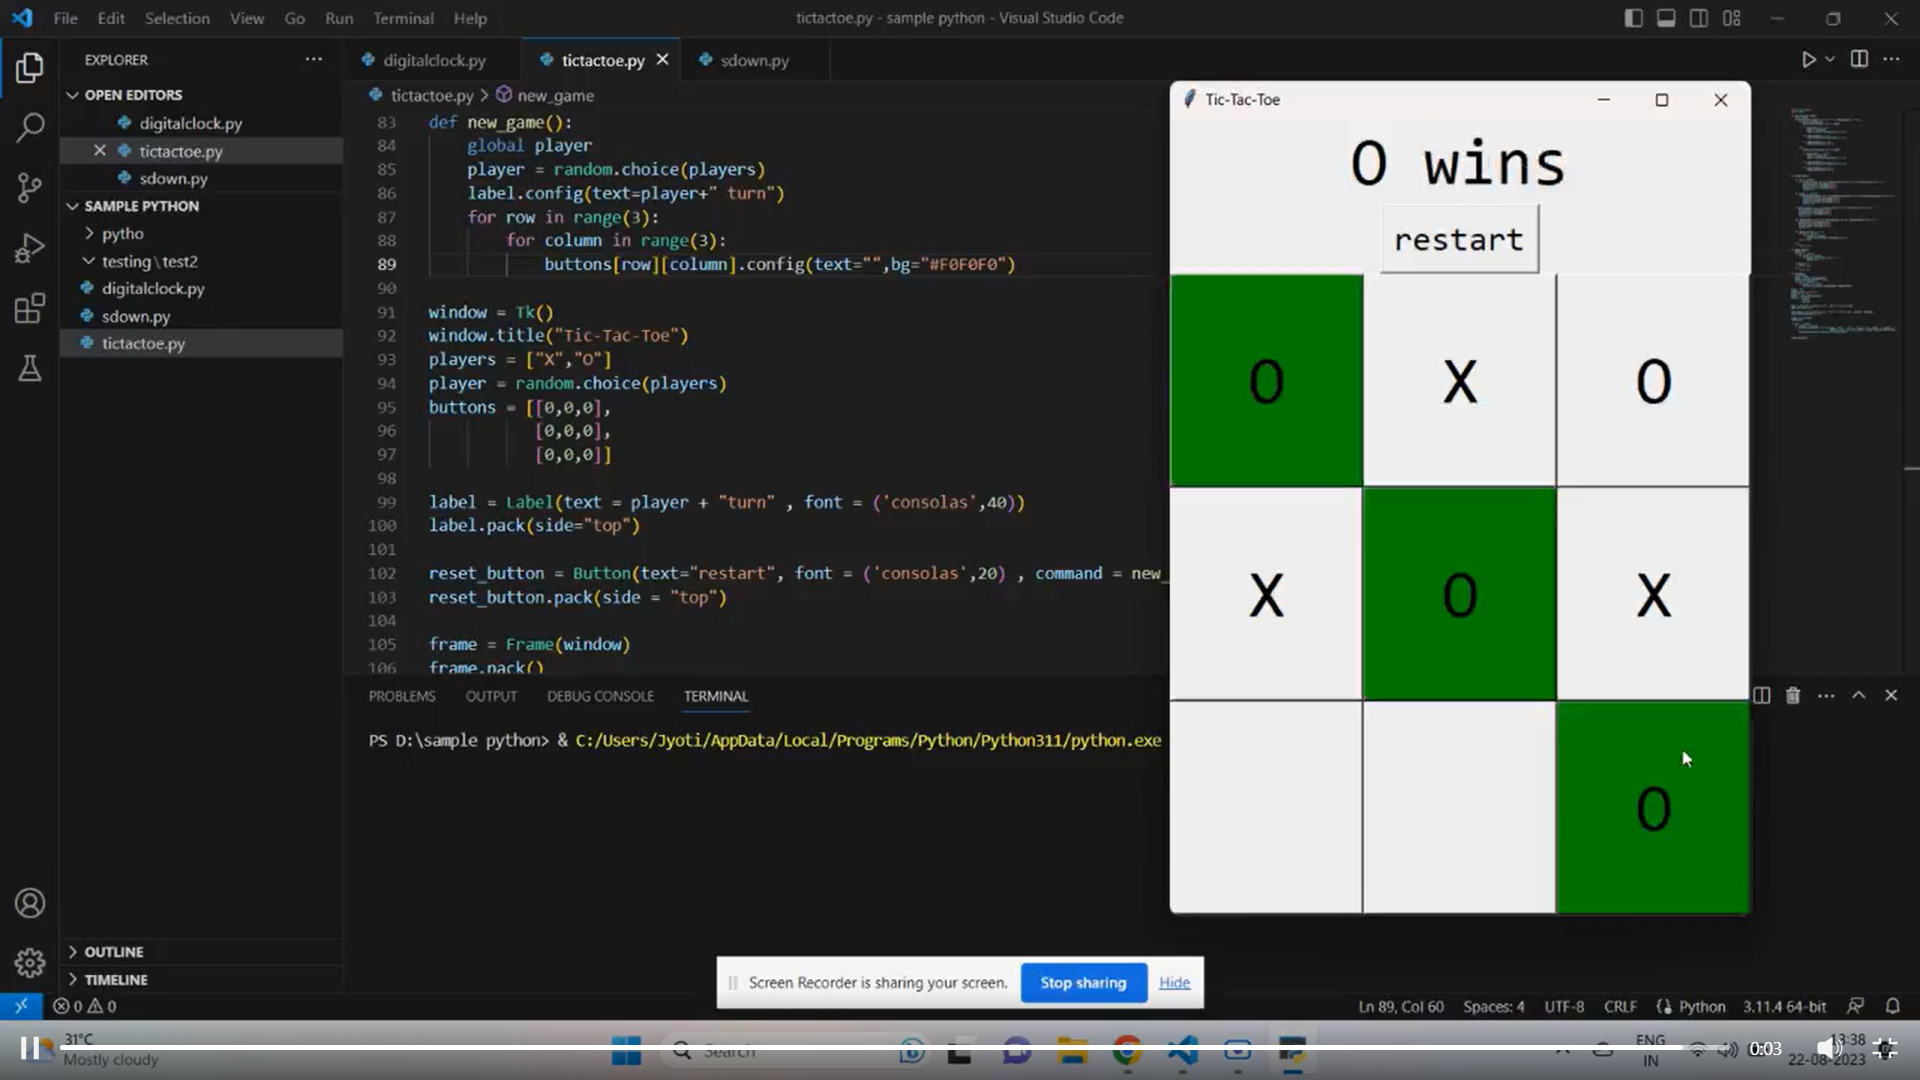 File Edit Selection View Go Run Terminal Help
tictactoe.py - sample python - Visual Studio Code
EXPLORER
OPEN EDITORS
digitalclock.py
tictactoe.py
sdown.py
SAMPLE PYTHON
pytho
testing\test2
digitalclock.py
sdown.py
tictactoe.py
OUTLINE
TIMELINE
digitalclock.py tictactoe.py sdown.py
tictactoe.py > new_game
83 def new_game():
84 global player
85 player = random.choice(players)
86 label.config(text=player+" turn")
87 for row in range(3):
88 for column in range(3):
89 buttons[row][column].config(text="",bg="#F0F0F0")
90
91 window = Tk()
92 window.title("Tic-Tac-Toe")
93 players = ["X","O"]
94 player = random.choice(players)
95 buttons = [[0,0,0],
96 [0,0,0],
97 [0,0,0]]
98
99 label = Label(text = player + "turn" , font = ('consolas',40))
100 label.pack(side="top")
101
102 reset_button = Button(text="restart", font = ('consolas',20) , command = new_
103 reset_button.pack(side = "top")
104
105 frame = Frame(window)
106 frame.pack()
PROBLEMS OUTPUT DEBUG CONSOLE TERMINAL
PS D:\sample python> & C:/Users/Jyoti/AppData/Local/Programs/Python/Python311/python.exe
Tic-Tac-Toe
O wins
restart
O X O
X O X
O
Screen Recorder is sharing your screen. Stop sharing Hide
0 0 Ln 89, Col 60 Spaces: 4 UTF-8 CRLF Python 3.11.4 64-bit
31°C
Mostly cloudy
Search
ENG
IN
0:03
13:38
22-08-2023